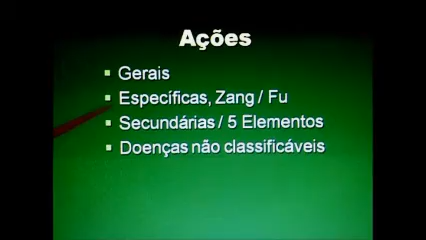 Ações
Gerais
Específicas, Zang / Fu
Secundárias / 5 Elementos
Doenças não classificáveis